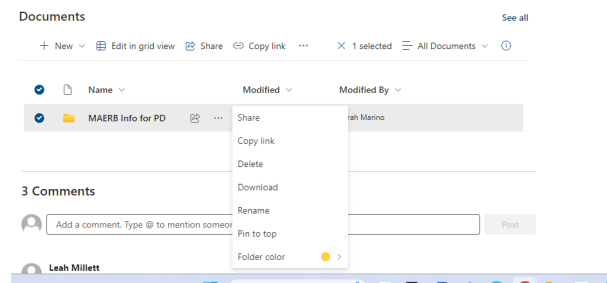 Documents
See all
New
Edit in grid view
Share
Copy link
1 selected
All Documents
Name
Modified
Modified By
MAERB Info for PD
Share
rah Marino
Copy link
Delete
Download
Rename
Pin to top
Folder color
3 Comments
Add a comment. Type @ to mention someo
Post
Leah Millett